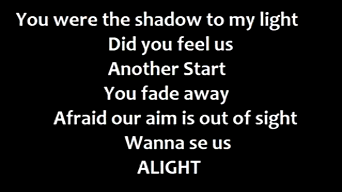 You were the shadow to my light
Did you feel us
Another Start
You fade away
Afraid our aim is out of sight
Wanna se us
ALIGHT